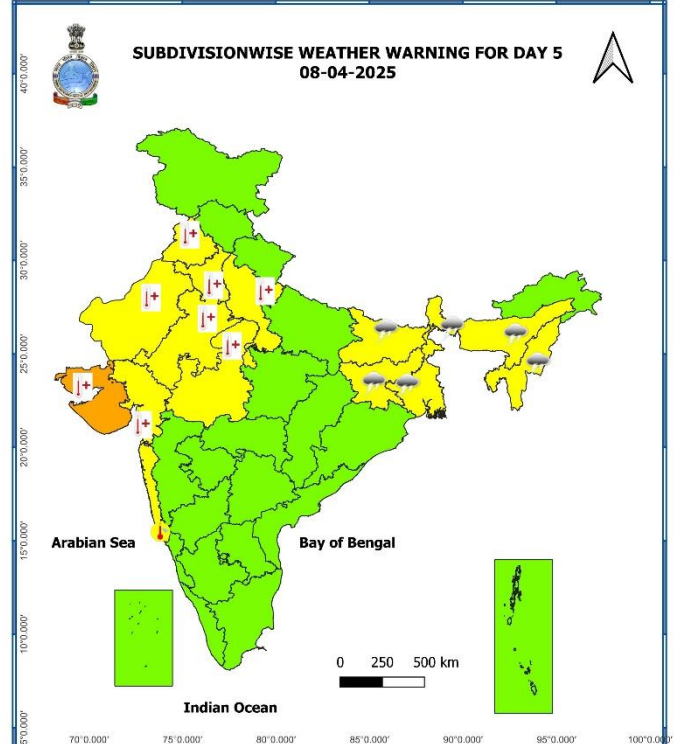 SUBDIVISIONWISE WEATHER WARNING FOR DAY 5
08-04-2025
40°0.000'
35°0.000'
30°0.000'
25°0.000'
20°0.000'
15°0.000'
10°0.000'
5°0.000'
Arabian Sea
Bay of Bengal
0 250 500 km
Indian Ocean
70°0.000' 75°0.000' 80°0.000' 85°0.000' 90°0.000' 95°0.000' 100°0.000'